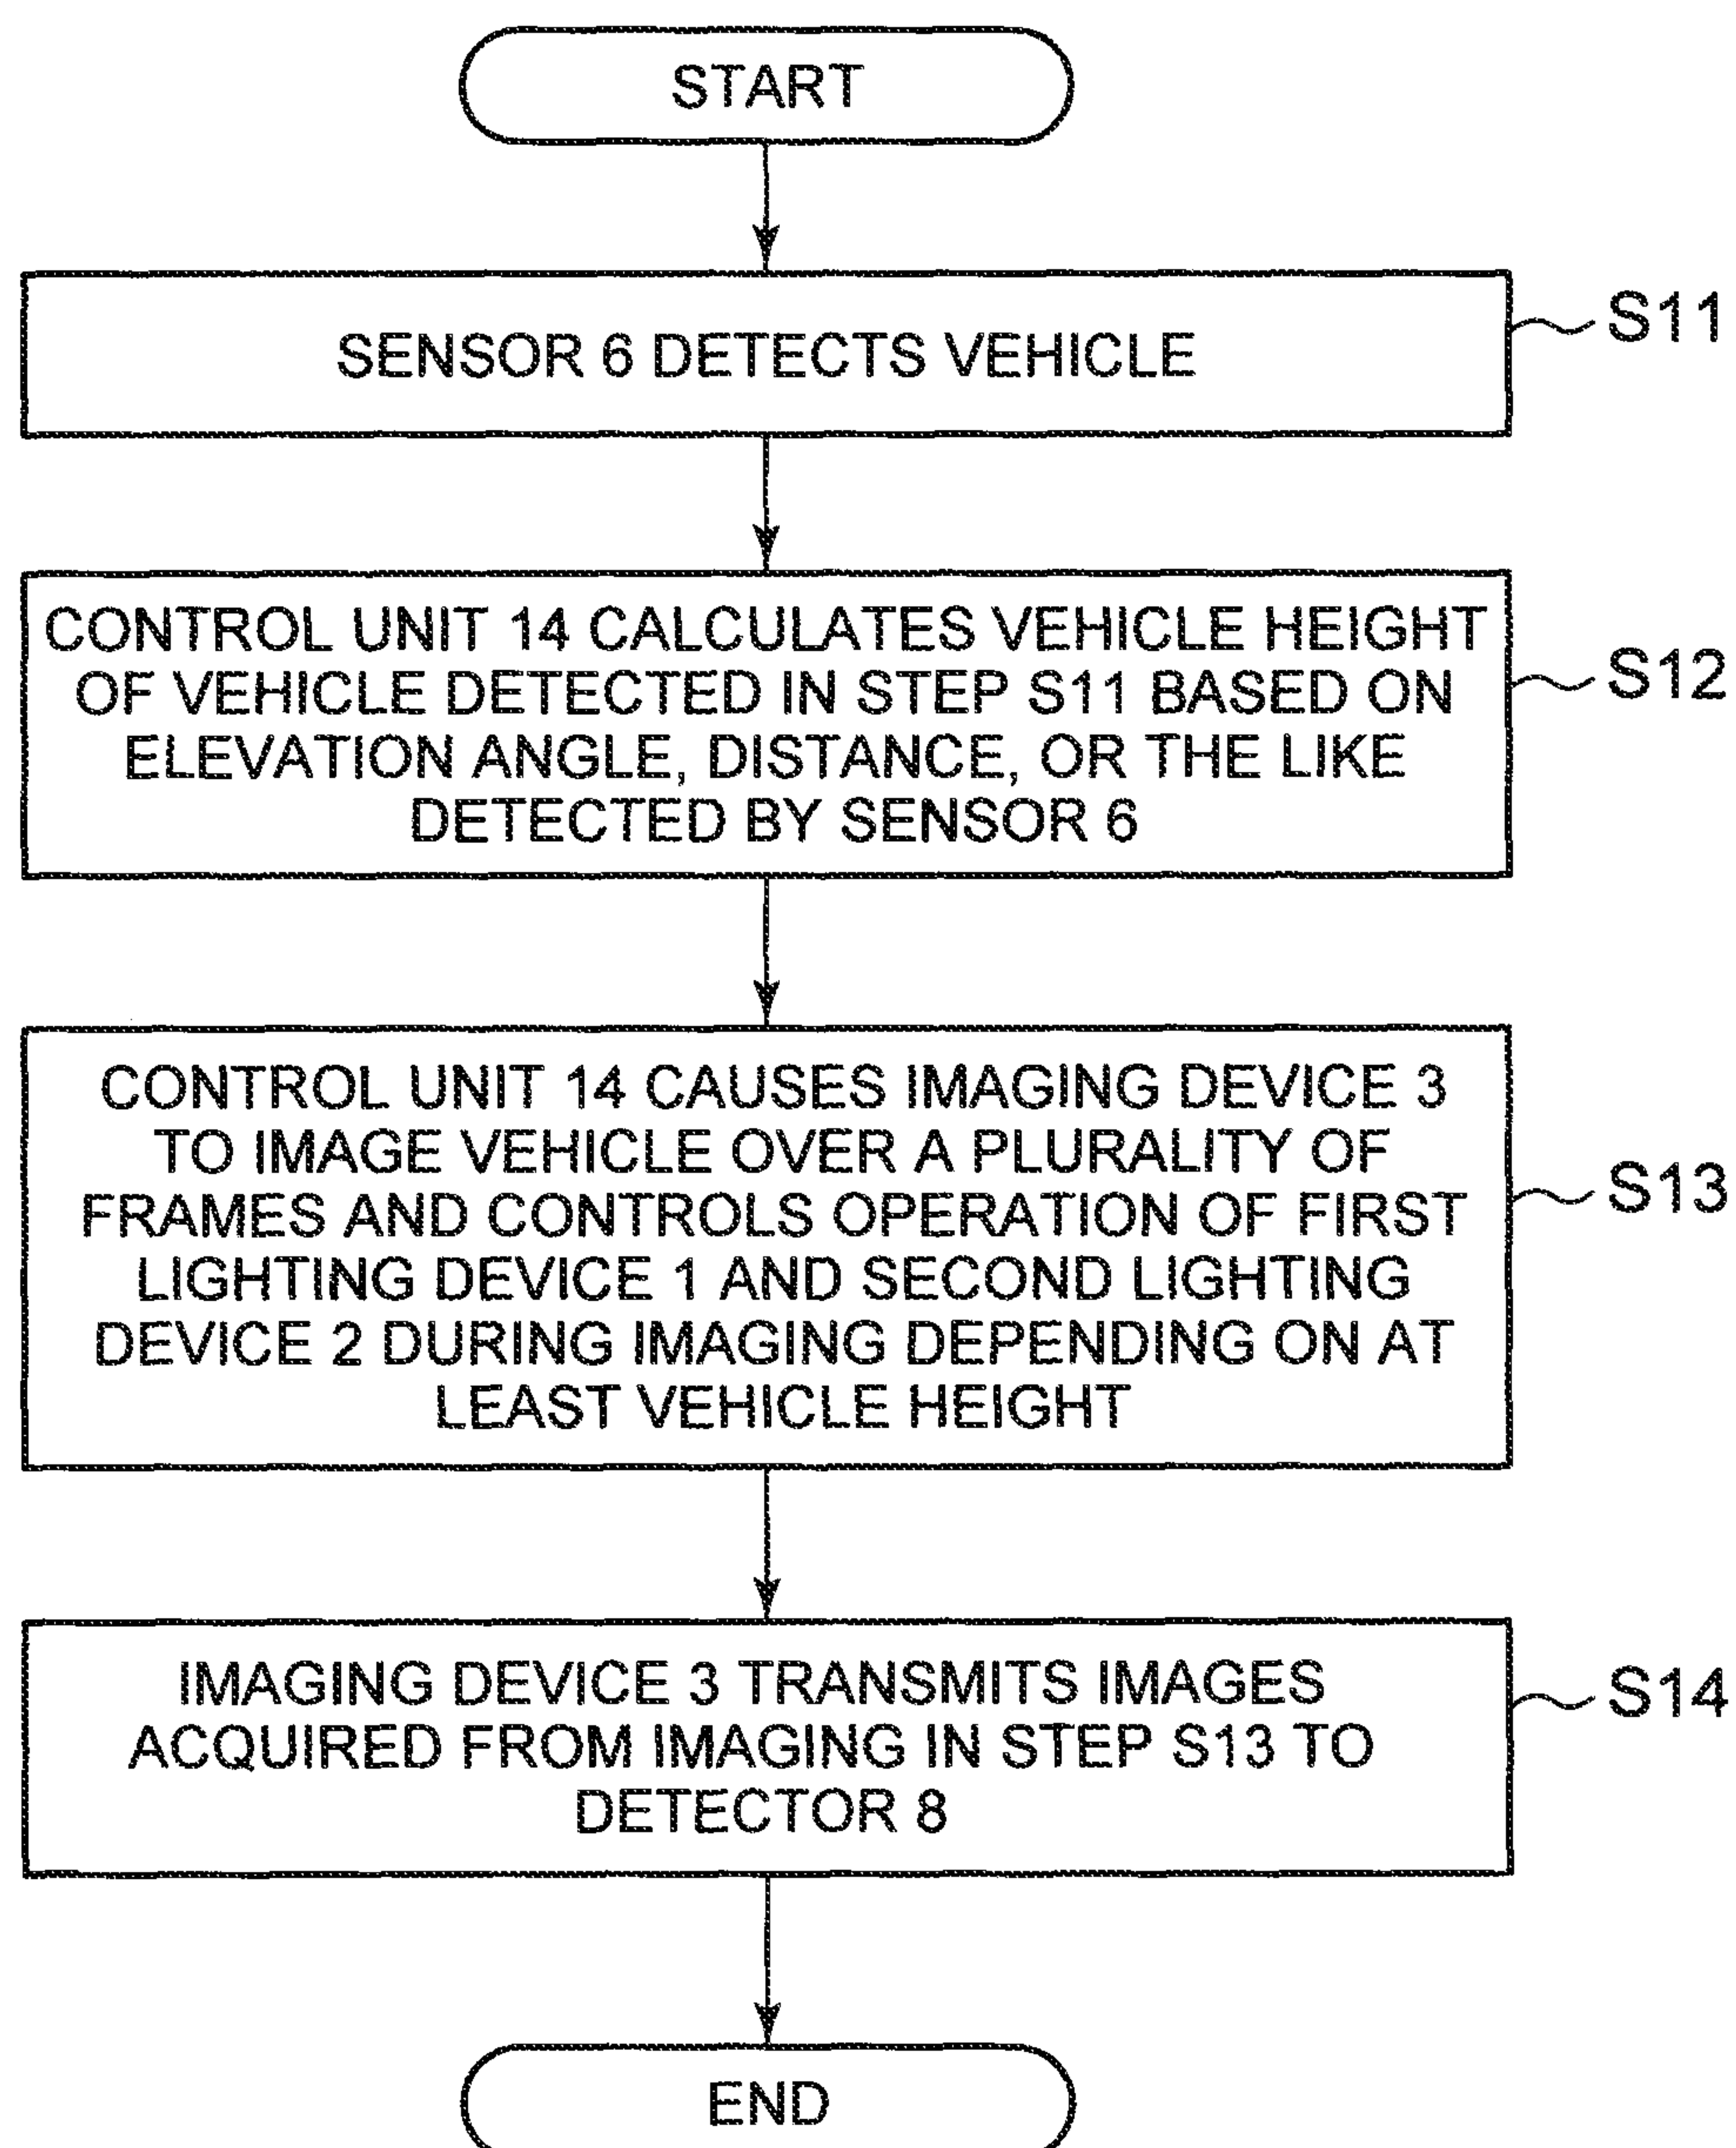 START
SENSOR 6 DETECTS VEHICLE
S11
CONTROL UNIT 14 CALCULATES VEHICLE HEIGHT
OF VEHICLE DETECTED IN STEP S11 BASED ON
ELEVATION ANGLE, DISTANCE, OR THE LIKE
DETECTED BY SENSOR 6
S12
CONTROL UNIT 14 CAUSES IMAGING DEVICE 3
TO IMAGE VEHICLE OVER A PLURALITY OF
FRAMES AND CONTROLS OPERATION OF FIRST
LIGHTING DEVICE 1 AND SECOND LIGHTING
DEVICE 2 DURING IMAGING DEPENDING ON AT
LEAST VEHICLE HEIGHT
S13
IMAGING DEVICE 3 TRANSMITS IMAGES
ACQUIRED FROM IMAGING IN STEP S13 TO
DETECTOR 8
S14
END